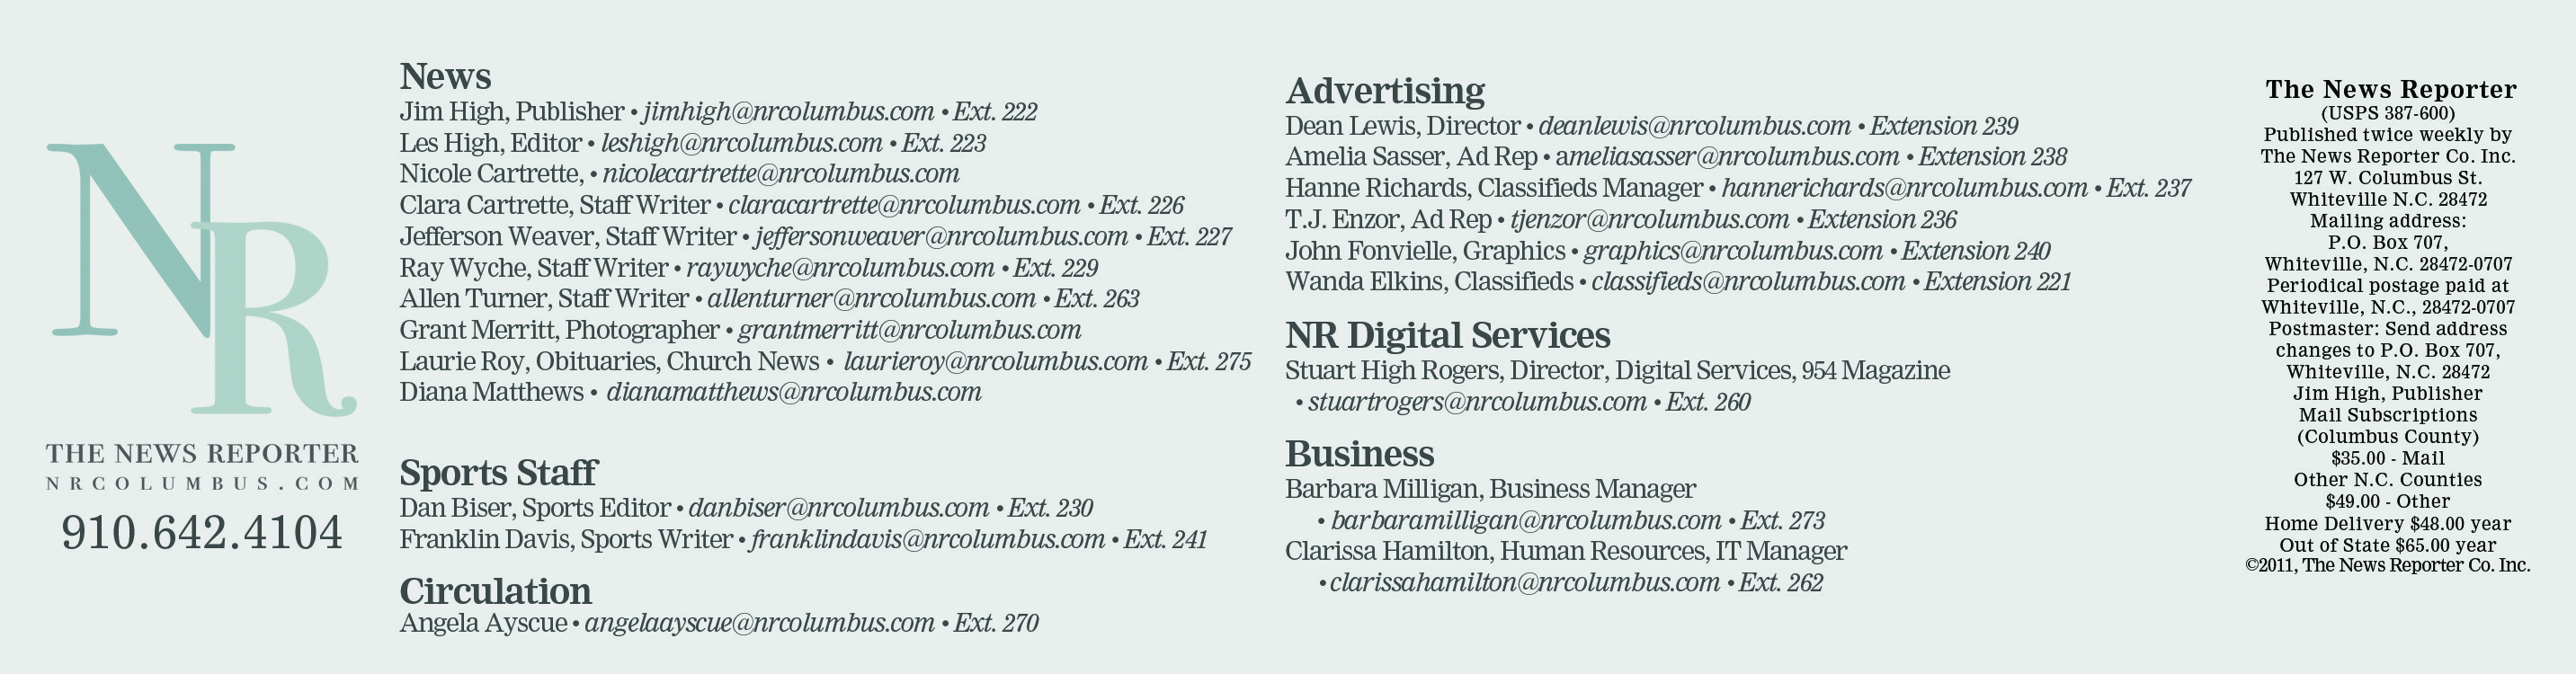 NR
THE NEWS REPORTER
NRCOLUMBUS.COM
910.642.4104
News
Jim High, Publisher • jimhigh@nrcolumbus.com • Ext. 222
Les High, Editor • leshigh@nrcolumbus.com • Ext. 223
Nicole Cartrette, • nicolecartrette@nrcolumbus.com
Clara Cartrette, Staff Writer • claracartrette@nrcolumbus.com • Ext. 226
Jefferson Weaver, Staff Writer • jeffersonweaver@nrcolumbus.com • Ext. 227
Ray Wyche, Staff Writer • raywyche@nrcolumbus.com • Ext. 229
Allen Turner, Staff Writer • allenturner@nrcolumbus.com • Ext. 263
Grant Merritt, Photographer • grantmerritt@nrcolumbus.com
Laurie Roy, Obituaries, Church News • laurieroy@nrcolumbus.com • Ext. 275
Diana Matthews • dianamatthews@nrcolumbus.com
Sports Staff
Dan Biser, Sports Editor • danbiser@nrcolumbus.com • Ext. 230
Franklin Davis, Sports Writer • franklindavis@nrcolumbus.com • Ext. 241
Circulation
Angela Ayscue • angelaayscue@nrcolumbus.com • Ext. 270
Advertising
Dean Lewis, Director • deanlewis@nrcolumbus.com • Extension 239
Amelia Sasser, Ad Rep • ameliasasser@nrcolumbus.com • Extension 238
Hanne Richards, Classifieds Manager • hannerichards@nrcolumbus.com • Ext. 237
T.J. Enzor, Ad Rep • tjenzor@nrcolumbus.com • Extension 236
John Fonvielle, Graphics • graphics@nrcolumbus.com • Extension 240
Wanda Elkins, Classifieds • classifieds@nrcolumbus.com • Extension 221
NR Digital Services
Stuart High Rogers, Director, Digital Services, 954 Magazine
• stuartrogers@nrcolumbus.com • Ext. 260
Business
Barbara Milligan, Business Manager
• barbaramilligan@nrcolumbus.com • Ext. 273
Clarissa Hamilton, Human Resources, IT Manager
• clarissahamilton@nrcolumbus.com • Ext. 262
The News Reporter
(USPS 387-600)
Published twice weekly by
The News Reporter Co. Inc.
127 W. Columbus St.
Whiteville N.C. 28472
Mailing address:
P.O. Box 707,
Whiteville, N.C. 28472-0707
Periodical postage paid at
Whiteville, N.C., 28472-0707
Postmaster: Send address
changes to P.O. Box 707,
Whiteville, N.C. 28472
Jim High, Publisher
Mail Subscriptions
(Columbus County)
$35.00 - Mail
Other N.C. Counties
$49.00 - Other
Home Delivery $48.00 year
Out of State $65.00 year
©2011, The News Reporter Co. Inc.